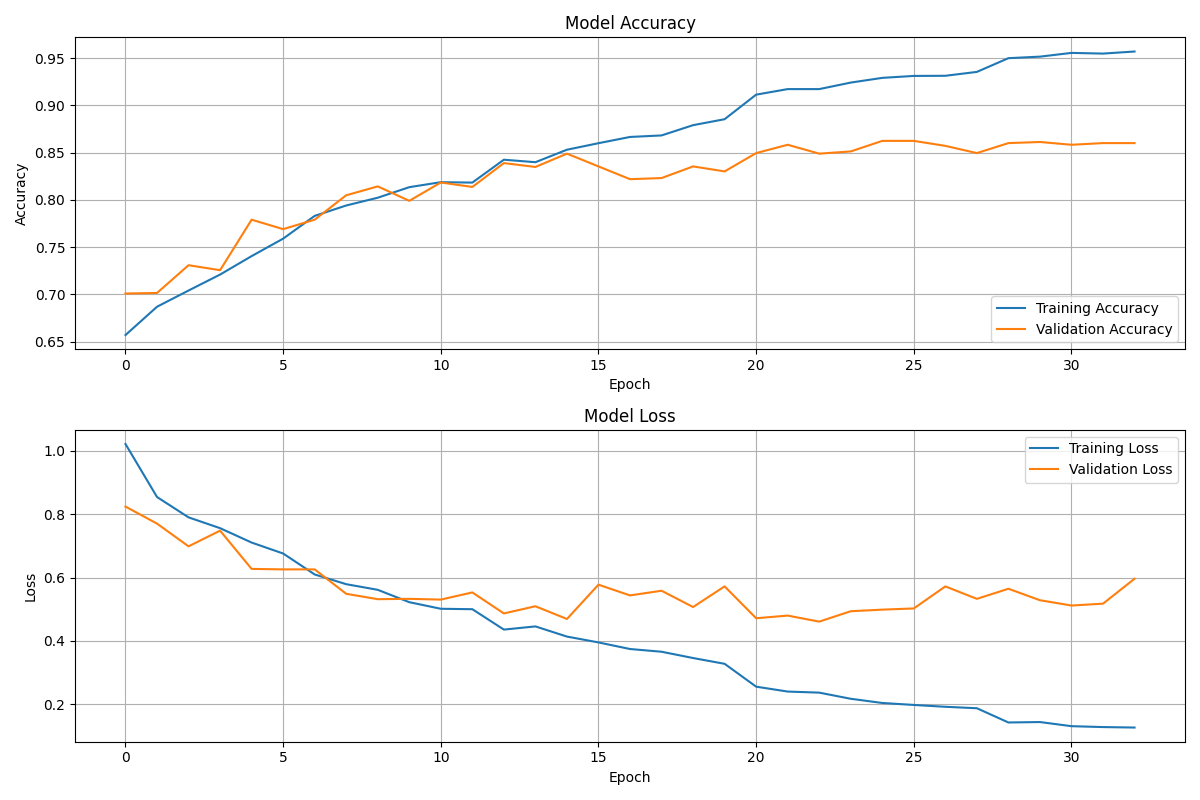 Model Accuracy
Accuracy
0.95
0.90
0.85
0.80
0.75
0.70
0.65
Training Accuracy
Validation Accuracy
0 5 10 15 20 25 30
Epoch
Model Loss
Loss
1.0
0.8
0.6
0.4
0.2
Training Loss
Validation Loss
0 5 10 15 20 25 30
Epoch